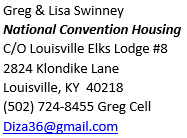 Greg & Lisa Swinney
National Convention Housing
C/O Louisville Elks Lodge #8
2824 Klondike Lane
Louisville, KY  40218
(502) 724-8455 Greg Cell
Diza36@gmail.com